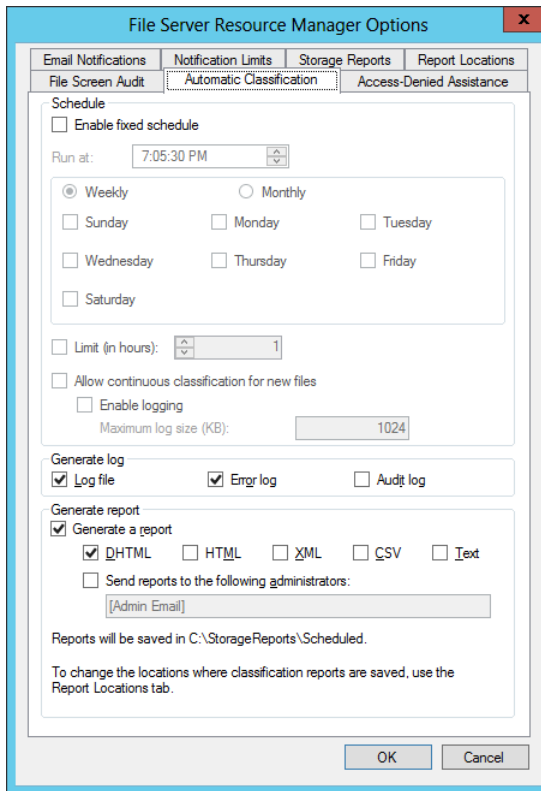 File Server Resource Manager Options
x
Email Notifications Notification Limits Storage Reports Report Locations
File Screen Audit Automatic Classification Access-Denied Assistance
Schedule
Enable fixed schedule
Run at: 7:05:30 PM
Weekly Monthly
Sunday Monday Tuesday
Wednesday Thursday Friday
Saturday
Limit (in hours): 1
Allow continuous classification for new files
Enable logging
Maximum log size (KB): 1024
Generate log
Log file Error log Audit log
Generate report
Generate a report
DHTML HTML XML CSV Text
Send reports to the following administrators:
[Admin Email]
Reports will be saved in C:\StorageReports\Scheduled.
To change the locations where classification reports are saved, use the
Report Locations tab.
OK Cancel